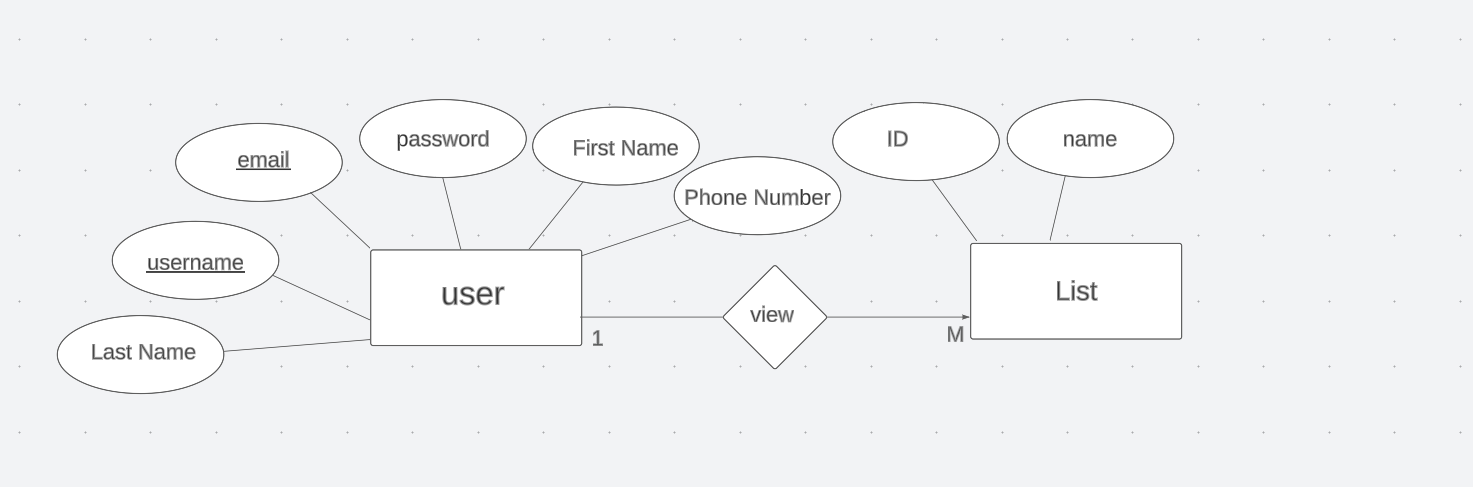 email
password
First Name
Phone Number
ID
name
username
Last Name
user
view
List
1
M